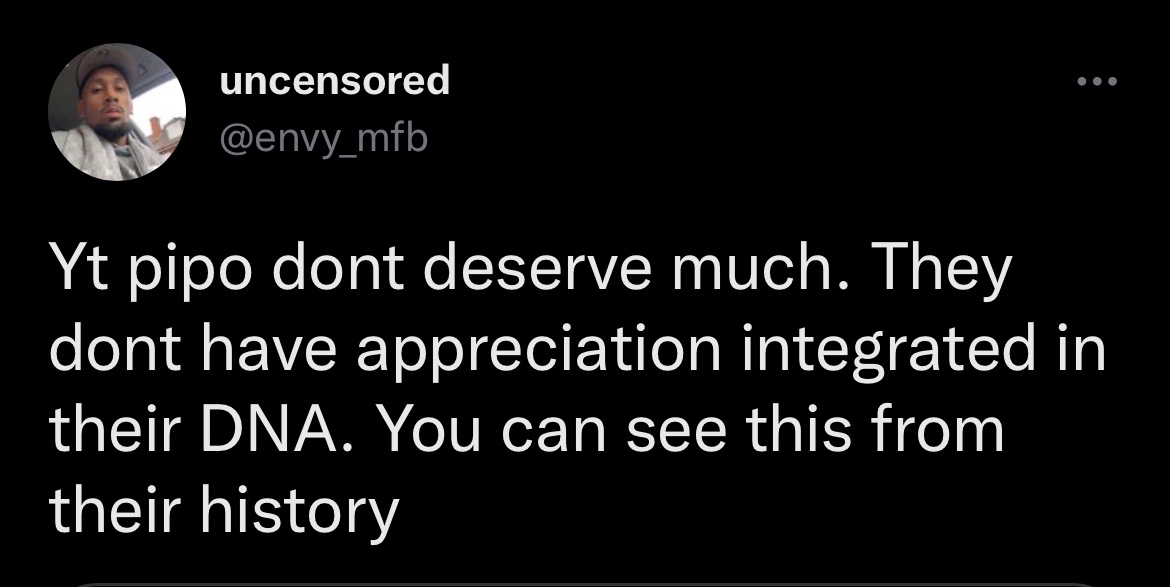 uncensored
@envy_mfb
Yt pipo dont deserve much. They
dont have appreciation integrated in
their DNA. You can see this from
their history